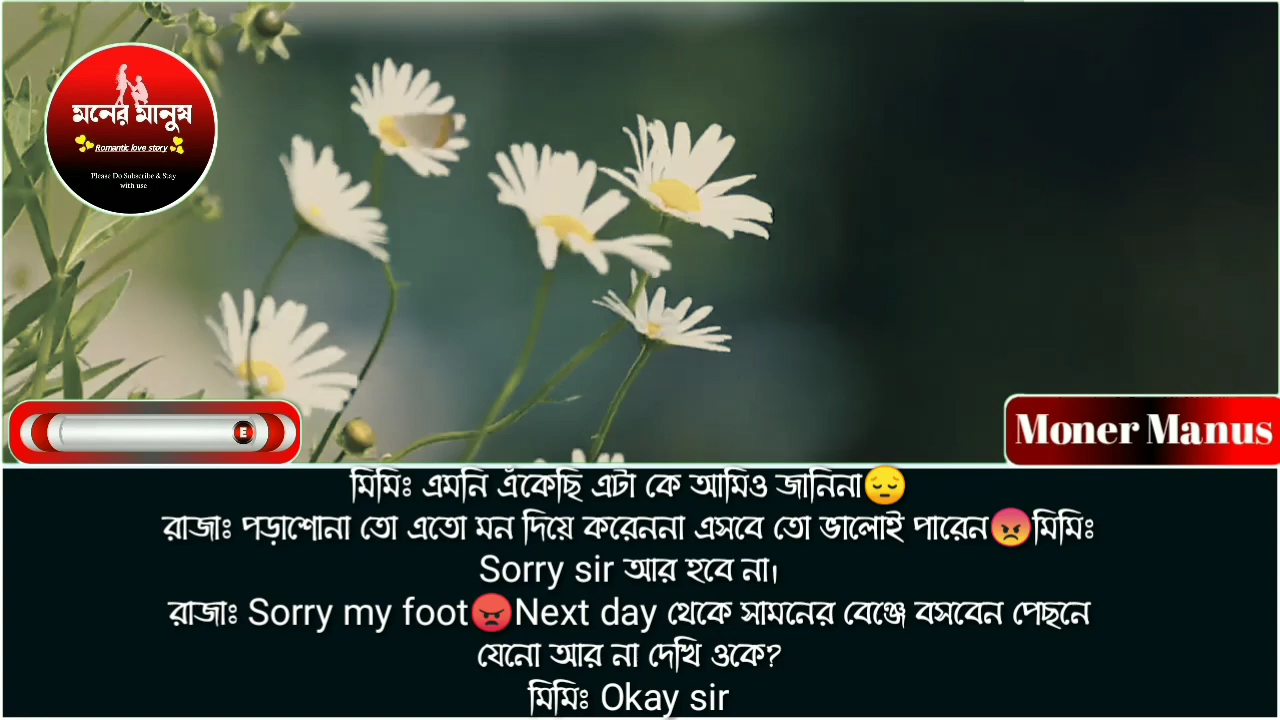 মনের মানুষ
Romantic love story
Please Do Subscribe & Stay
with use
E
Moner Manus
মিমিঃ এমনি এঁকেছি এটা কে আমিও জানিনা😔
রাজাঃ পড়াশোনা তো এতো মন দিয়ে করেননা এসবে তো ভালোই পারেন😡মিমিঃ
Sorry sir আর হবে না।
রাজাঃ Sorry my foot😡Next day থেকে সামনের বেঞ্জে বসবেন পেছনে
যেনো আর না দেখি ওকে?
মিমিঃ Okay sir